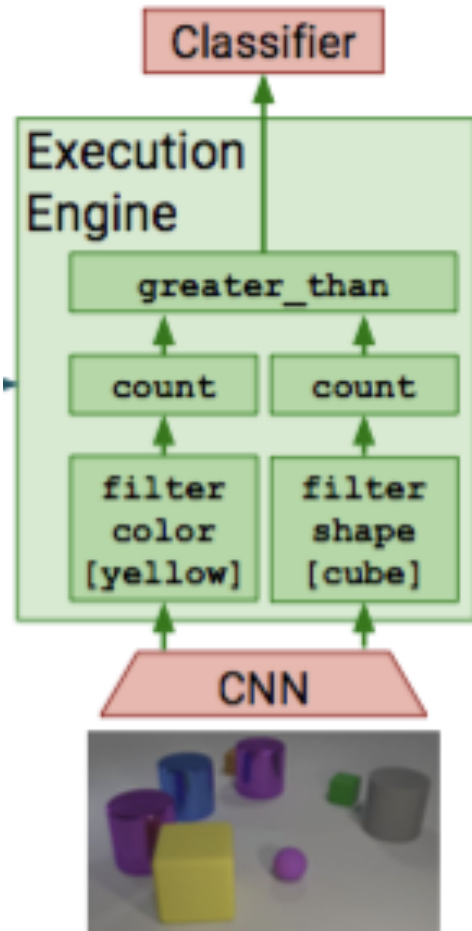 Classifier
Execution
Engine
greater_than
count
count
filter
color
[yellow]
filter
shape
[cube]
CNN